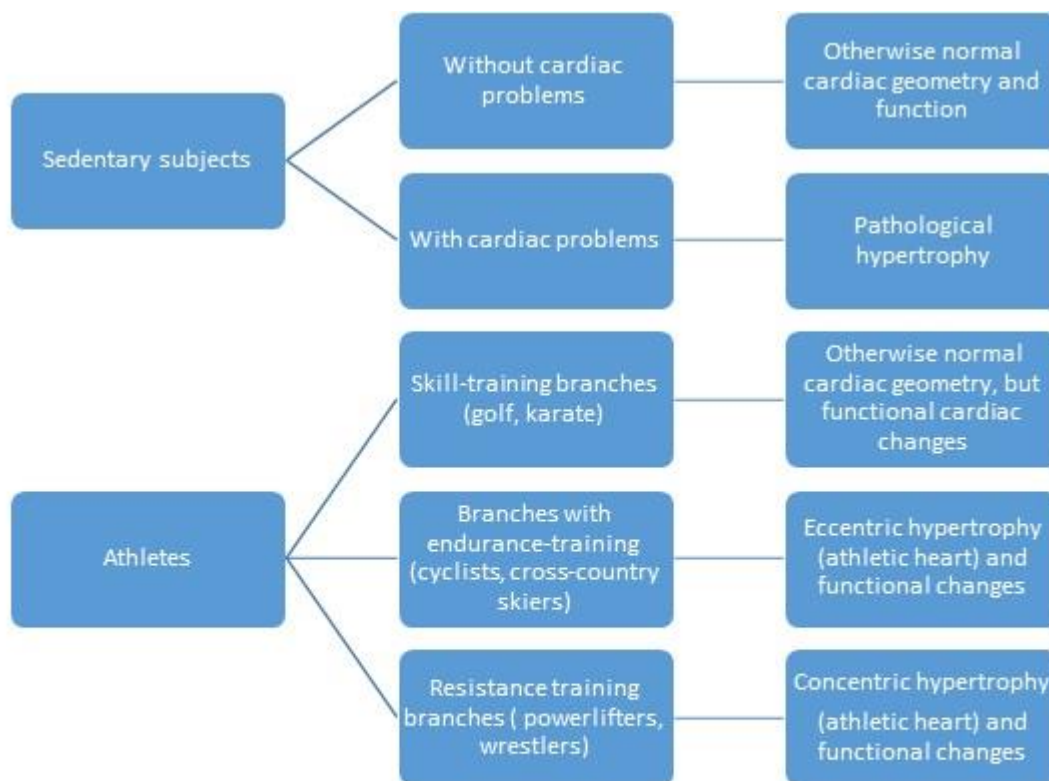 Sedentary subjects
Without cardiac
problems
Otherwise normal
cardiac geometry and
function
With cardiac problems
Pathological
hypertrophy
Athletes
Skill-training branches
(golf, karate)
Otherwise normal
cardiac geometry, but
functional cardiac
changes
Branches with
endurance-training
(cyclists, cross-country
skiers)
Eccentric hypertrophy
(athletic heart) and
functional changes
Resistance training
branches ( powerlifters,
wrestlers)
Concentric hypertrophy
(athletic heart) and
functional changes